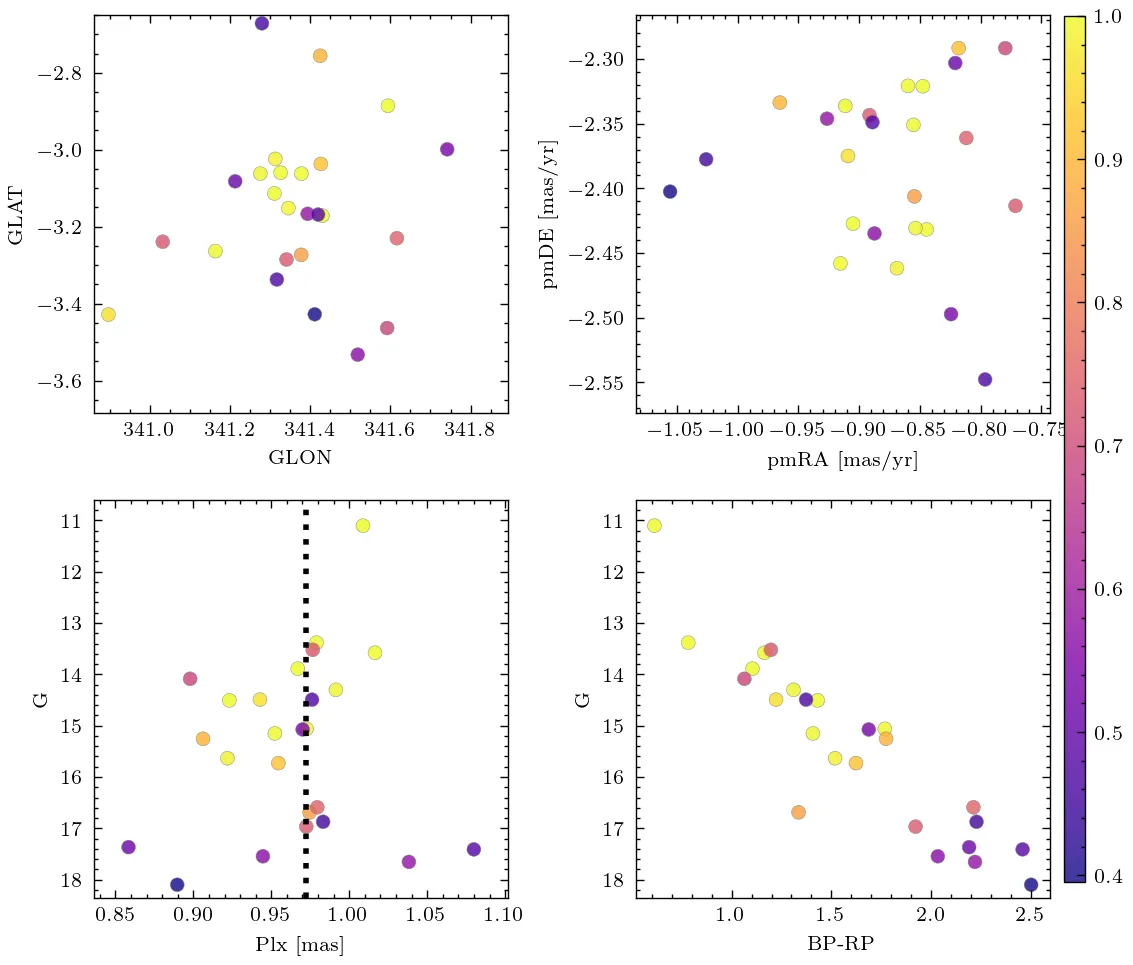 −2.8
−3.0
−3.2
−3.4
−3.6
GLAT
341.0 341.2 341.4 341.6 341.8
GLON
−2.30
−2.35
−2.40
−2.45
−2.50
−2.55
pmDE [mas/yr]
−1.05 −1.00 −0.95 −0.90 −0.85 −0.80 −0.75
pmRA [mas/yr]
11
12
13
14
15
16
17
18
G
0.85 0.90 0.95 1.00 1.05 1.10
Plx [mas]
11
12
13
14
15
16
17
18
G
1.0 1.5 2.0 2.5
BP-RP
1.0
0.9
0.8
0.7
0.6
0.5
0.4